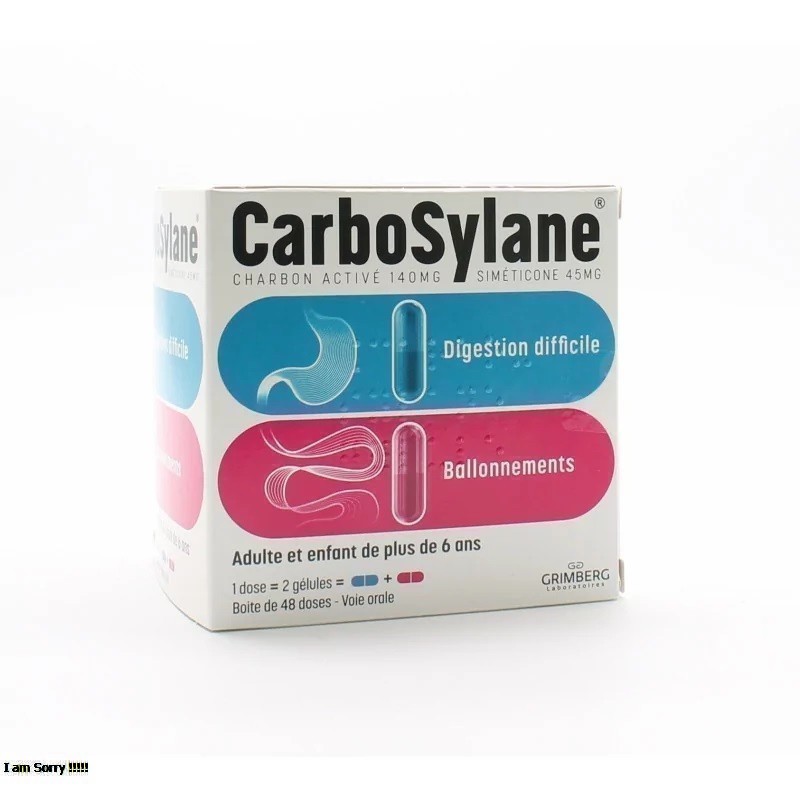 CarboSylane®
CHARBON ACTIVÉ 140MG SIMÉTICONE 45MG
Digestion difficile
Ballonnements
Adulte et enfant de plus de 6 ans
1 dose = 2 gélules = +
Boite de 48 doses - Voie orale
GRIMBERG
Laboratoires
I am Sorry !!!!!